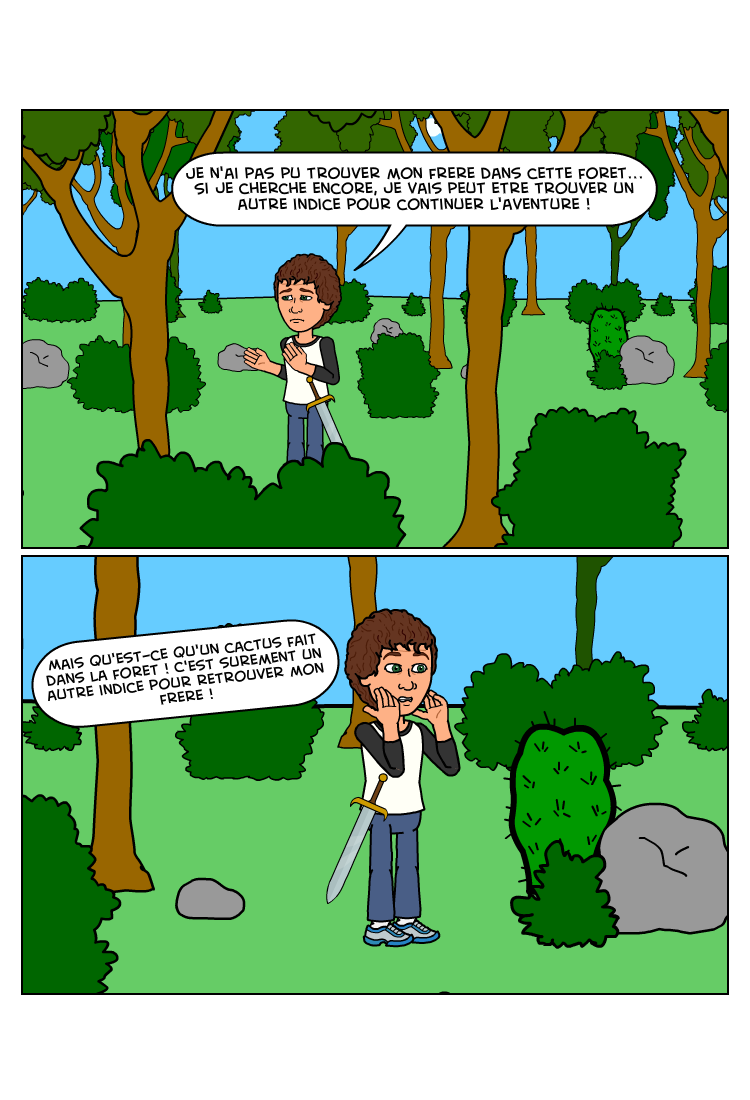 JE N'AI PAS PU TROUVER MON FRERE DANS CETTE FORET...
SI JE CHERCHE ENCORE, JE VAIS PEUT ETRE TROUVER UN
AUTRE INDICE POUR CONTINUER L'AVENTURE !
MAIS QU'EST-CE QU'UN CACTUS FAIT
DANS LA FORET ! C'EST SUREMENT UN
AUTRE INDICE POUR RETROUVER MON
FRERE !